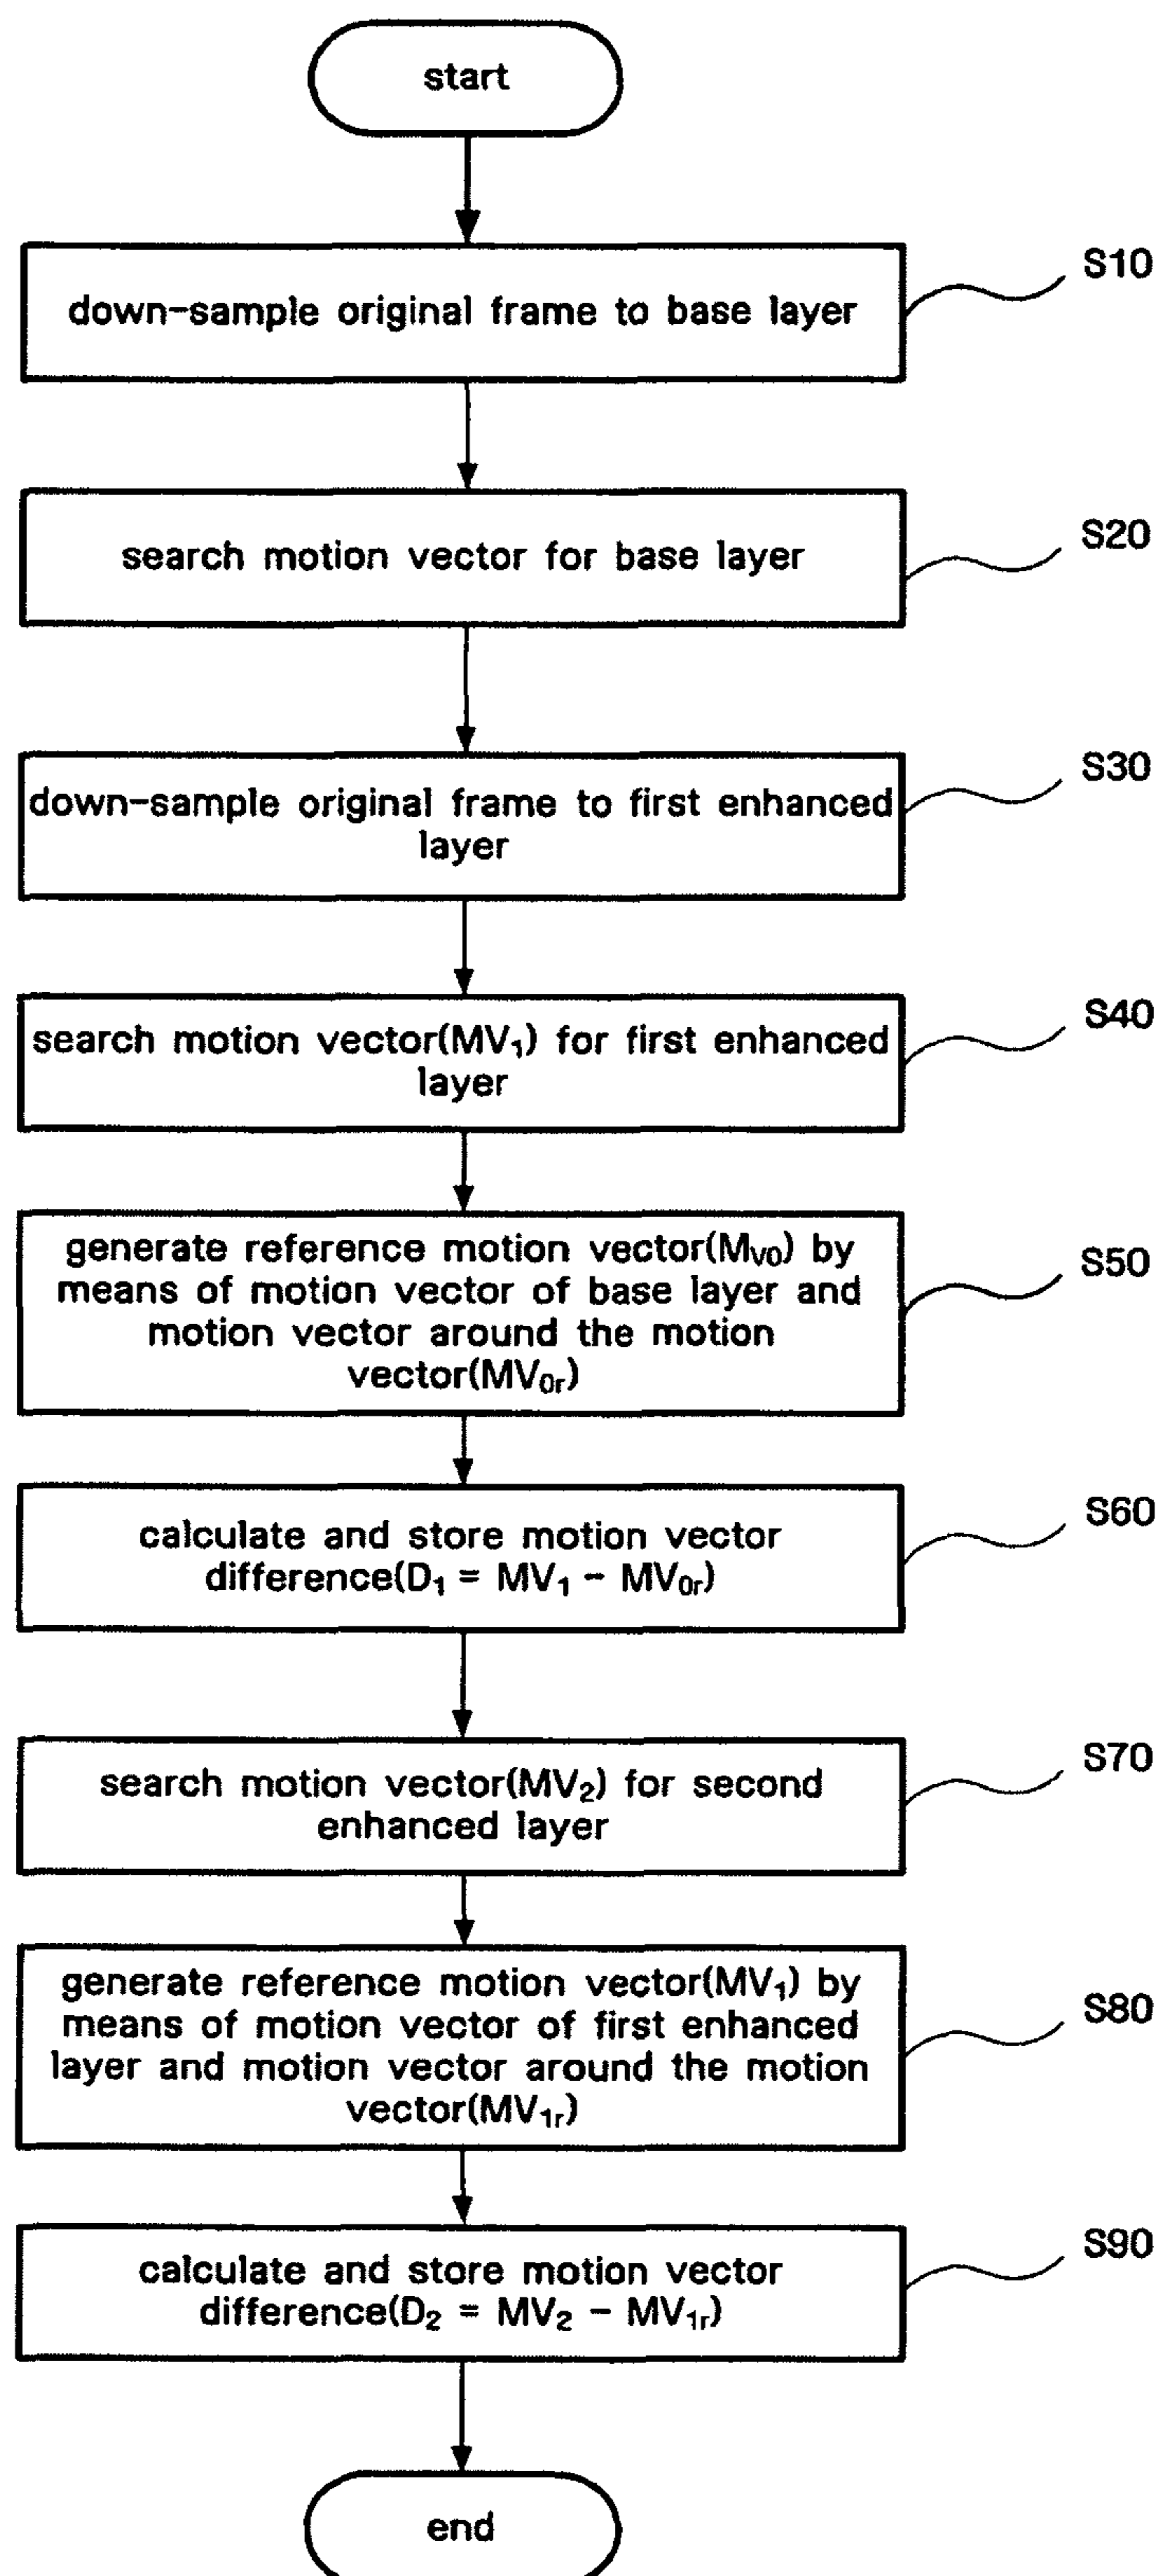 start
down-sample original frame to base layer
S10
search motion vector for base layer
S20
down-sample original frame to first enhanced
layer
S30
search motion vector(MV₁) for first enhanced
layer
S40
generate reference motion vector(M_V0) by
means of motion vector of base layer and
motion vector around the motion
vector(MV₀ᵣ)
S50
calculate and store motion vector
difference(D₁ = MV₁ - MV₀ᵣ)
S60
search motion vector(MV₂) for second
enhanced layer
S70
generate reference motion vector(MV₁) by
means of motion vector of first enhanced
layer and motion vector around the motion
vector(MV₁ᵣ)
S80
calculate and store motion vector
difference(D₂ = MV₂ - MV₁ᵣ)
S90
end